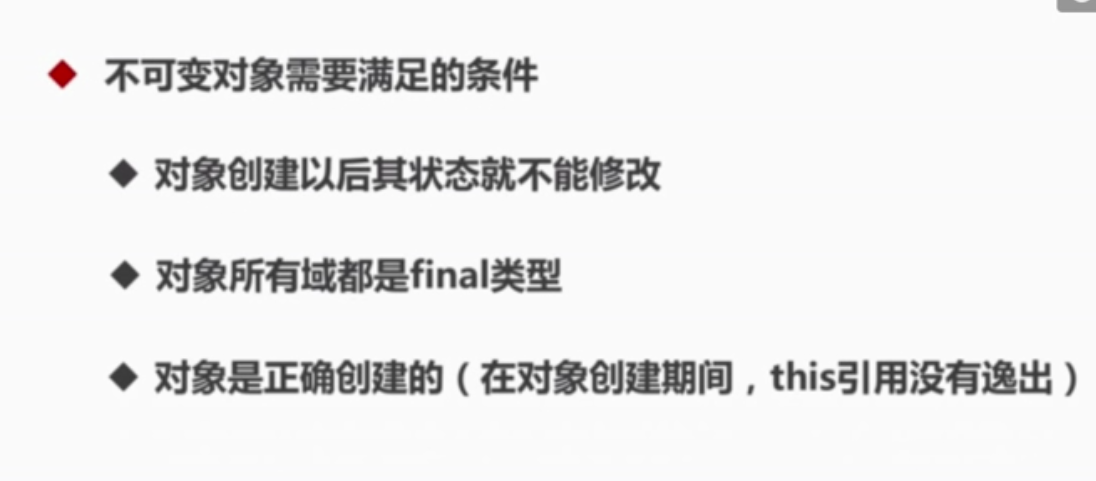 不可变对象需要满足的条件
对象创建以后其状态就不能修改
对象所有域都是final类型
对象是正确创建的（在对象创建期间，this引用没有逸出）